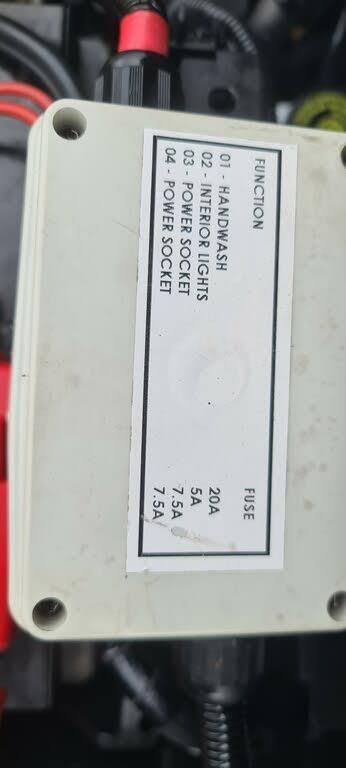 FUNCTION FUSE
01 - HANDWASH 20A
02 - INTERIOR LIGHTS 5A
03 - POWER SOCKET 7.5A
04 - POWER SOCKET 7.5A